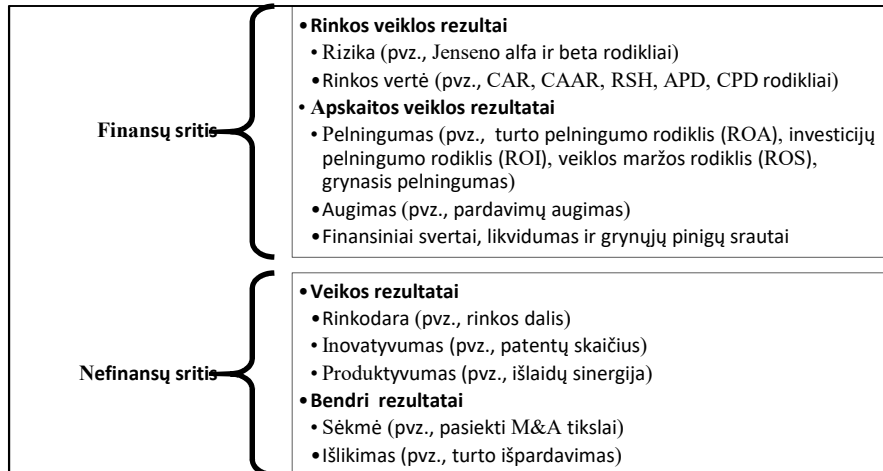 Finansų sritis
•Rinkos veiklos rezultai
•Rizika (pvz., Jenseno alfa ir beta rodikliai)
•Rinkos vertė (pvz., CAR, CAAR, RSH, APD, CPD rodikliai)
•Apskaitos veiklos rezultatai
•Pelningumas (pvz., turto pelningumo rodiklis (ROA), investicijų
pelningumo rodiklis (ROI), veiklos maržos rodiklis (ROS),
grynasis pelningumas)
•Augimas (pvz., pardavimų augimas)
•Finansiniai svertai, likvidumas ir grynųjų pinigų srautai
Nefinansų sritis
•Veikos rezultatai
•Rinkodara (pvz., rinkos dalis)
•Inovatyvumas (pvz., patentų skaičius)
•Produktyvumas (pvz., išlaidų sinergija)
•Bendri rezultatai
•Sėkmė (pvz., pasiekti M&A tikslai)
•Išlikimas (pvz., turto išpardavimas)